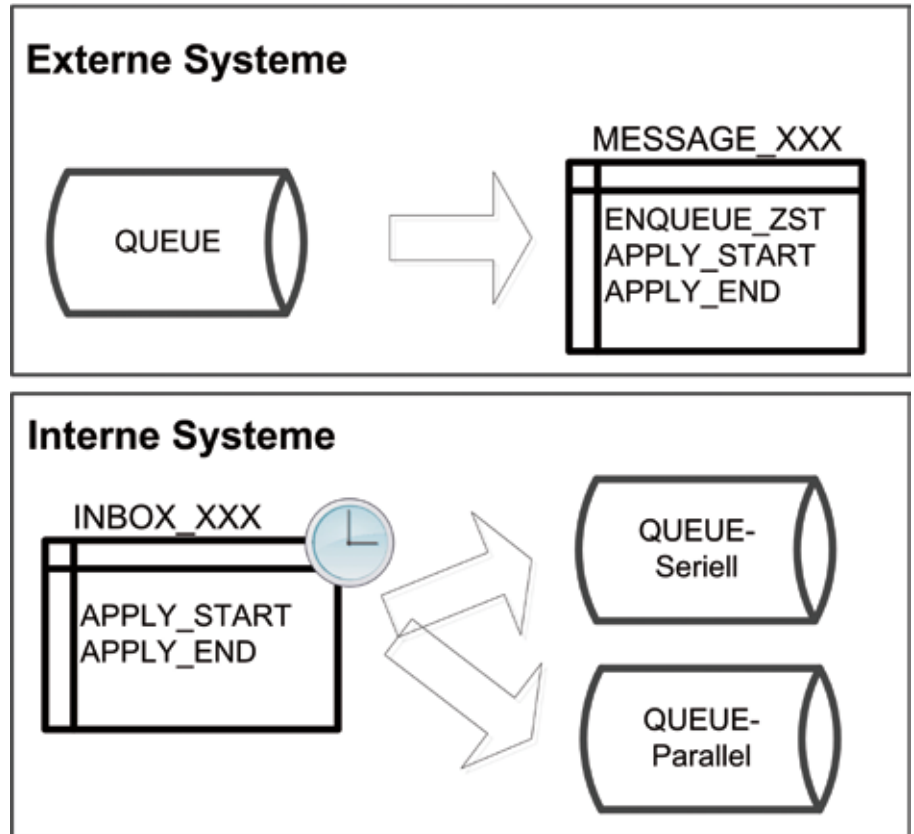 Externe Systeme
QUEUE
MESSAGE_XXX
ENQUEUE_ZST
APPLY_START
APPLY_END
Interne Systeme
INBOX_XXX
APPLY_START
APPLY_END
QUEUE-
Seriell
QUEUE-
Parallel